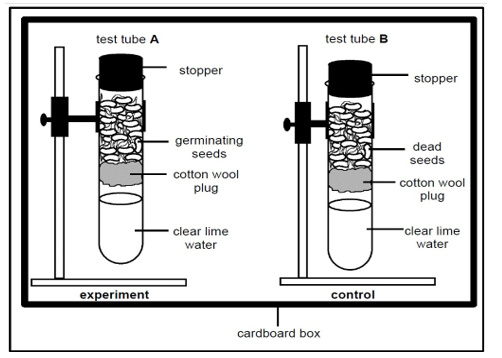 test tube A
stopper
germinating
seeds
cotton wool
plug
clear lime
water
experiment
test tube B
stopper
dead
seeds
cotton wool
plug
clear lime
water
control
cardboard box